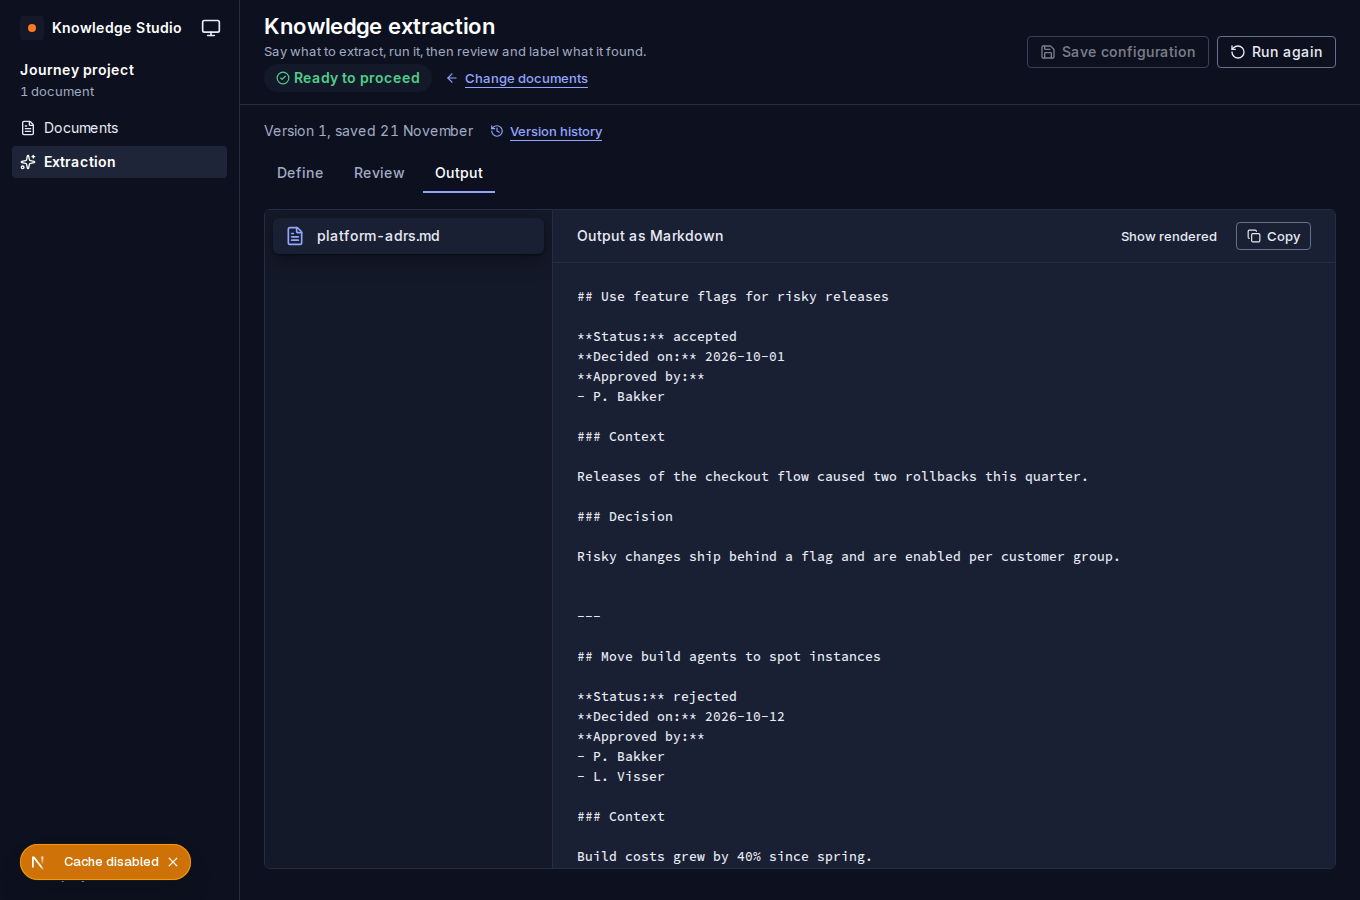 Knowledge Studio
Journey project
1 document
Documents
Extraction
Knowledge extraction
Say what to extract, run it, then review and label what it found.
Ready to proceed
Change documents
Save configuration
Run again
Version 1, saved 21 November
Version history
Define
Review
Output
platform-adrs.md
Output as Markdown
Show rendered
Copy
## Use feature flags for risky releases
**Status:** accepted
**Decided on:** 2026-10-01
**Approved by:**
- P. Bakker
### Context
Releases of the checkout flow caused two rollbacks this quarter.
### Decision
Risky changes ship behind a flag and are enabled per customer group.
---
## Move build agents to spot instances
**Status:** rejected
**Decided on:** 2026-10-12
**Approved by:**
- P. Bakker
- L. Visser
### Context
Build costs grew by 40% since spring.
N
Cache disabled